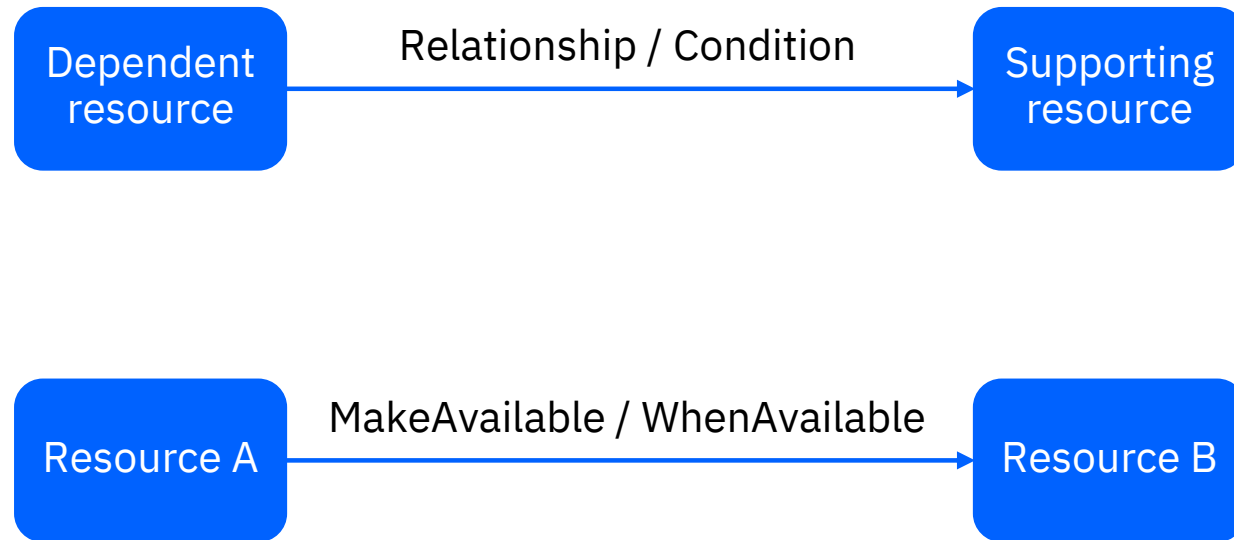 Dependent
resource
Relationship / Condition
Supporting
resource
Resource A
MakeAvailable / WhenAvailable
Resource B